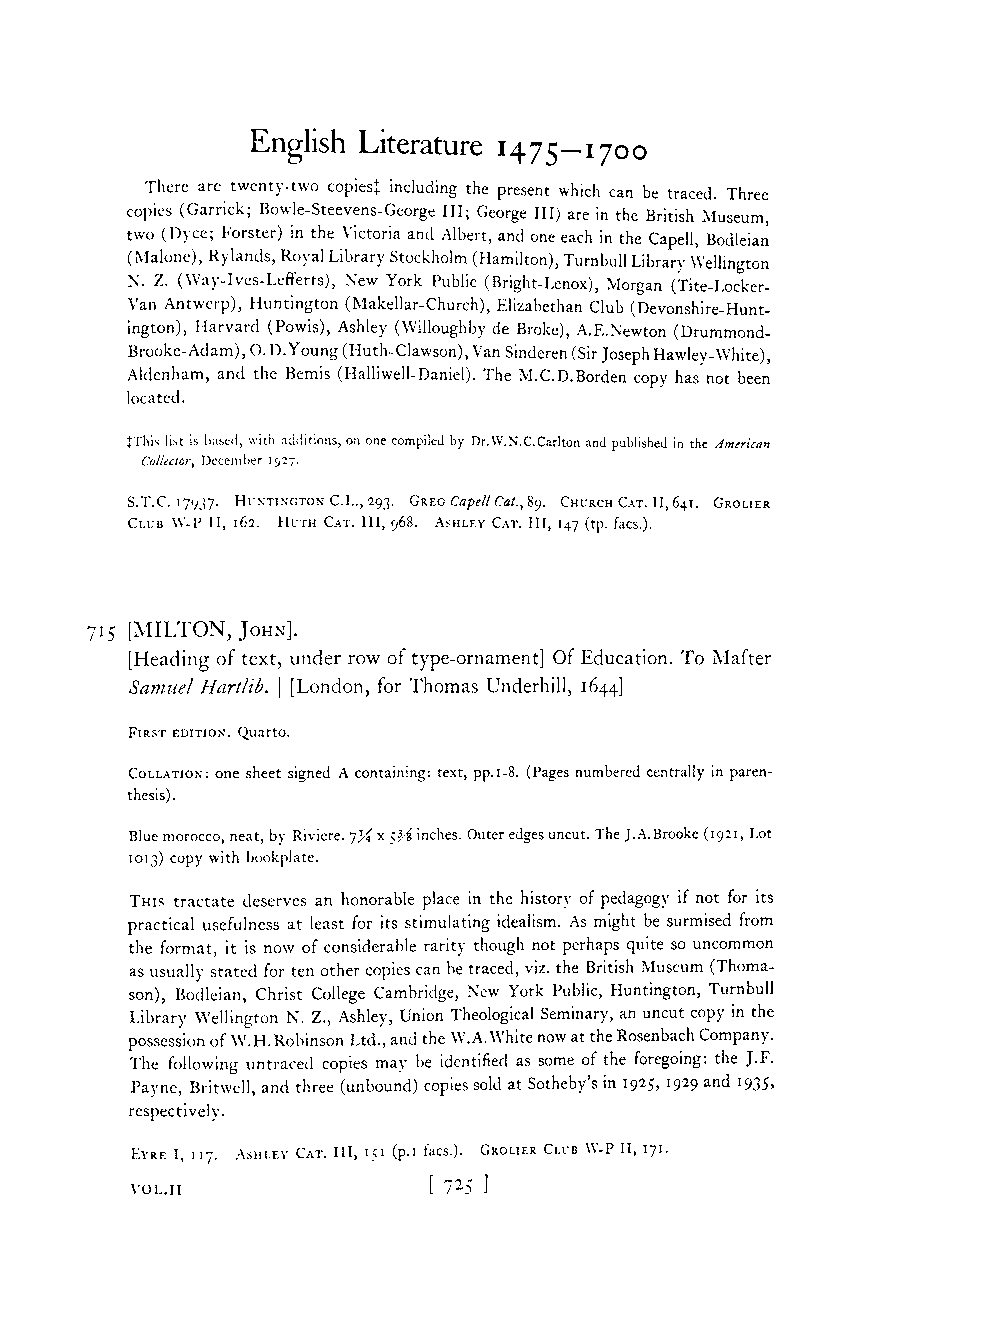 English Literature 1475–1700
There are twenty-two copies‡ including the present which can be traced. Three
copies (Garrick; Bowle-Steevens-George III; George III) are in the British Museum,
two (Dyce; Forster) in the Victoria and Albert, and one each in the Capell, Bodleian
(Malone), Rylands, Royal Library Stockholm (Hamilton), Turnbull Library Wellington
N. Z. (Way-Ives-Lefferts), New York Public (Bright-Lenox), Morgan (Tite-Locker-
Van Antwerp), Huntington (Makellar-Church), Elizabethan Club (Devonshire-Hunt-
ington), Harvard (Powis), Ashley (Willoughby de Broke), A.E.Newton (Drummond-
Brooke-Adam), O.D.Young (Huth-Clawson), Van Sinderen (Sir Joseph Hawley-White),
Aldenham, and the Bemis (Halliwell-Daniel). The M.C.D.Borden copy has not been
located.
‡This list is based, with additions, on one compiled by Dr.W.N.C.Carlton and published in the American
Collector, December 1927.
S.T.C. 17937. Huntington C.L., 293. Greg Capell Cat., 89. Church Cat. II, 641. Grolier
Club W-P II, 162. Huth Cat. III, 968. Ashley Cat. III, 147 (tp. facs.).
715 [MILTON, John].
[Heading of text, under row of type-ornament] Of Education. To Maſter
Samuel Hartlib. | [London, for Thomas Underhill, 1644]
First edition. Quarto.
Collation: one sheet signed A containing: text, pp.1-8. (Pages numbered centrally in paren-
thesis).
Blue morocco, neat, by Riviere. 7¼ x 5⅜ inches. Outer edges uncut. The J.A.Brooke (1921, Lot
1013) copy with bookplate.
This tractate deserves an honorable place in the history of pedagogy if not for its
practical usefulness at least for its stimulating idealism. As might be surmised from
the format, it is now of considerable rarity though not perhaps quite so uncommon
as usually stated for ten other copies can be traced, viz. the British Museum (Thoma-
son), Bodleian, Christ College Cambridge, New York Public, Huntington, Turnbull
Library Wellington N. Z., Ashley, Union Theological Seminary, an uncut copy in the
possession of W.H.Robinson Ltd., and the W.A.White now at the Rosenbach Company.
The following untraced copies may be identified as some of the foregoing: the J.F.
Payne, Britwell, and three (unbound) copies sold at Sotheby's in 1925, 1929 and 1935,
respectively.
Eyre I, 117. Ashley Cat. III, 151 (p.1 facs.). Grolier Club W-P II, 171.
VOL.II [ 725 ]